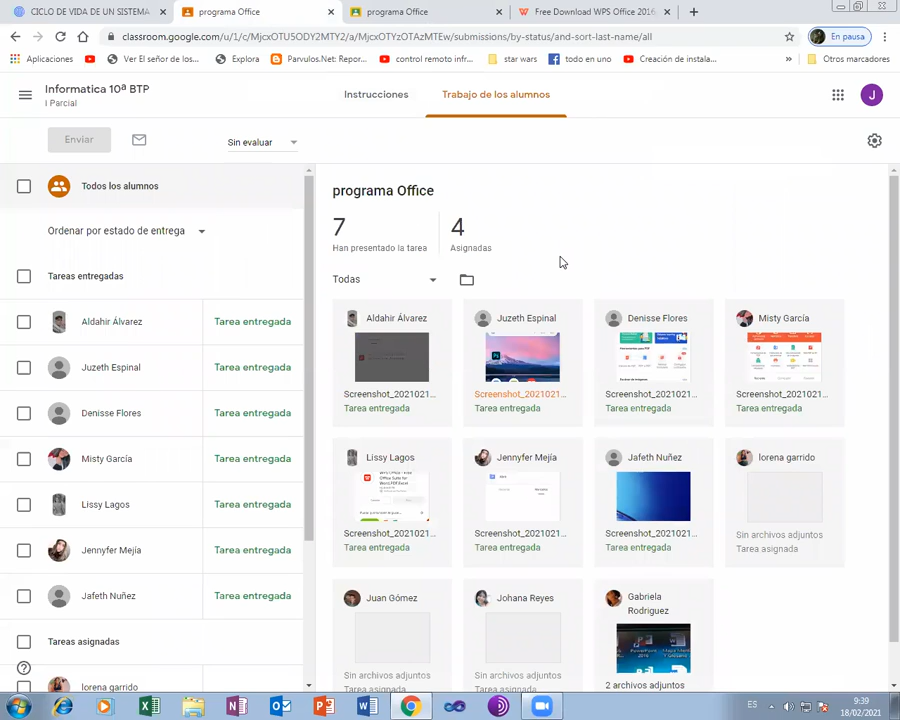 CICLO DE VIDA DE UN SISTEMA
programa Office
programa Office
Free Download WPS Office 2016
classroom.google.com/u/1/c/MjcxOTU5ODY2MTY2/a/MjcxOTYzOTAzMTEw/submissions/by-status/and-sort-last-name/all
En pausa
Aplicaciones
Ver El señor de los...
Explora
Parvulos.Net: Repor...
control remoto infr...
star wars
todo en uno
Creación de instala...
»
Otros marcadores
Informatica 10ª BTP
I Parcial
Instrucciones
Trabajo de los alumnos
J
Enviar
Sin evaluar
Todos los alumnos
Ordenar por estado de entrega
Tareas entregadas
Aldahir Álvarez Tarea entregada
Juzeth Espinal Tarea entregada
Denisse Flores Tarea entregada
Misty García Tarea entregada
Lissy Lagos Tarea entregada
Jennyfer Mejía Tarea entregada
Jafeth Nuñez Tarea entregada
Tareas asignadas
lorena garrido
programa Office
7 4
Han presentado la tarea Asignadas
Todas
Aldahir Álvarez
Screenshot_2021021...
Tarea entregada
Juzeth Espinal
Screenshot_2021021...
Tarea entregada
Denisse Flores
Screenshot_2021021...
Tarea entregada
Misty García
Screenshot_2021021...
Tarea entregada
Lissy Lagos
Screenshot_2021021...
Tarea entregada
Jennyfer Mejía
Screenshot_2021021...
Tarea entregada
Jafeth Nuñez
Screenshot_2021021...
Tarea entregada
lorena garrido
Sin archivos adjuntos
Tarea asignada
Juan Gómez
Sin archivos adjuntos
Johana Reyes
Sin archivos adjuntos
Gabriela
Rodriguez
2 archivos adjuntos
ES
9:39
18/02/2021